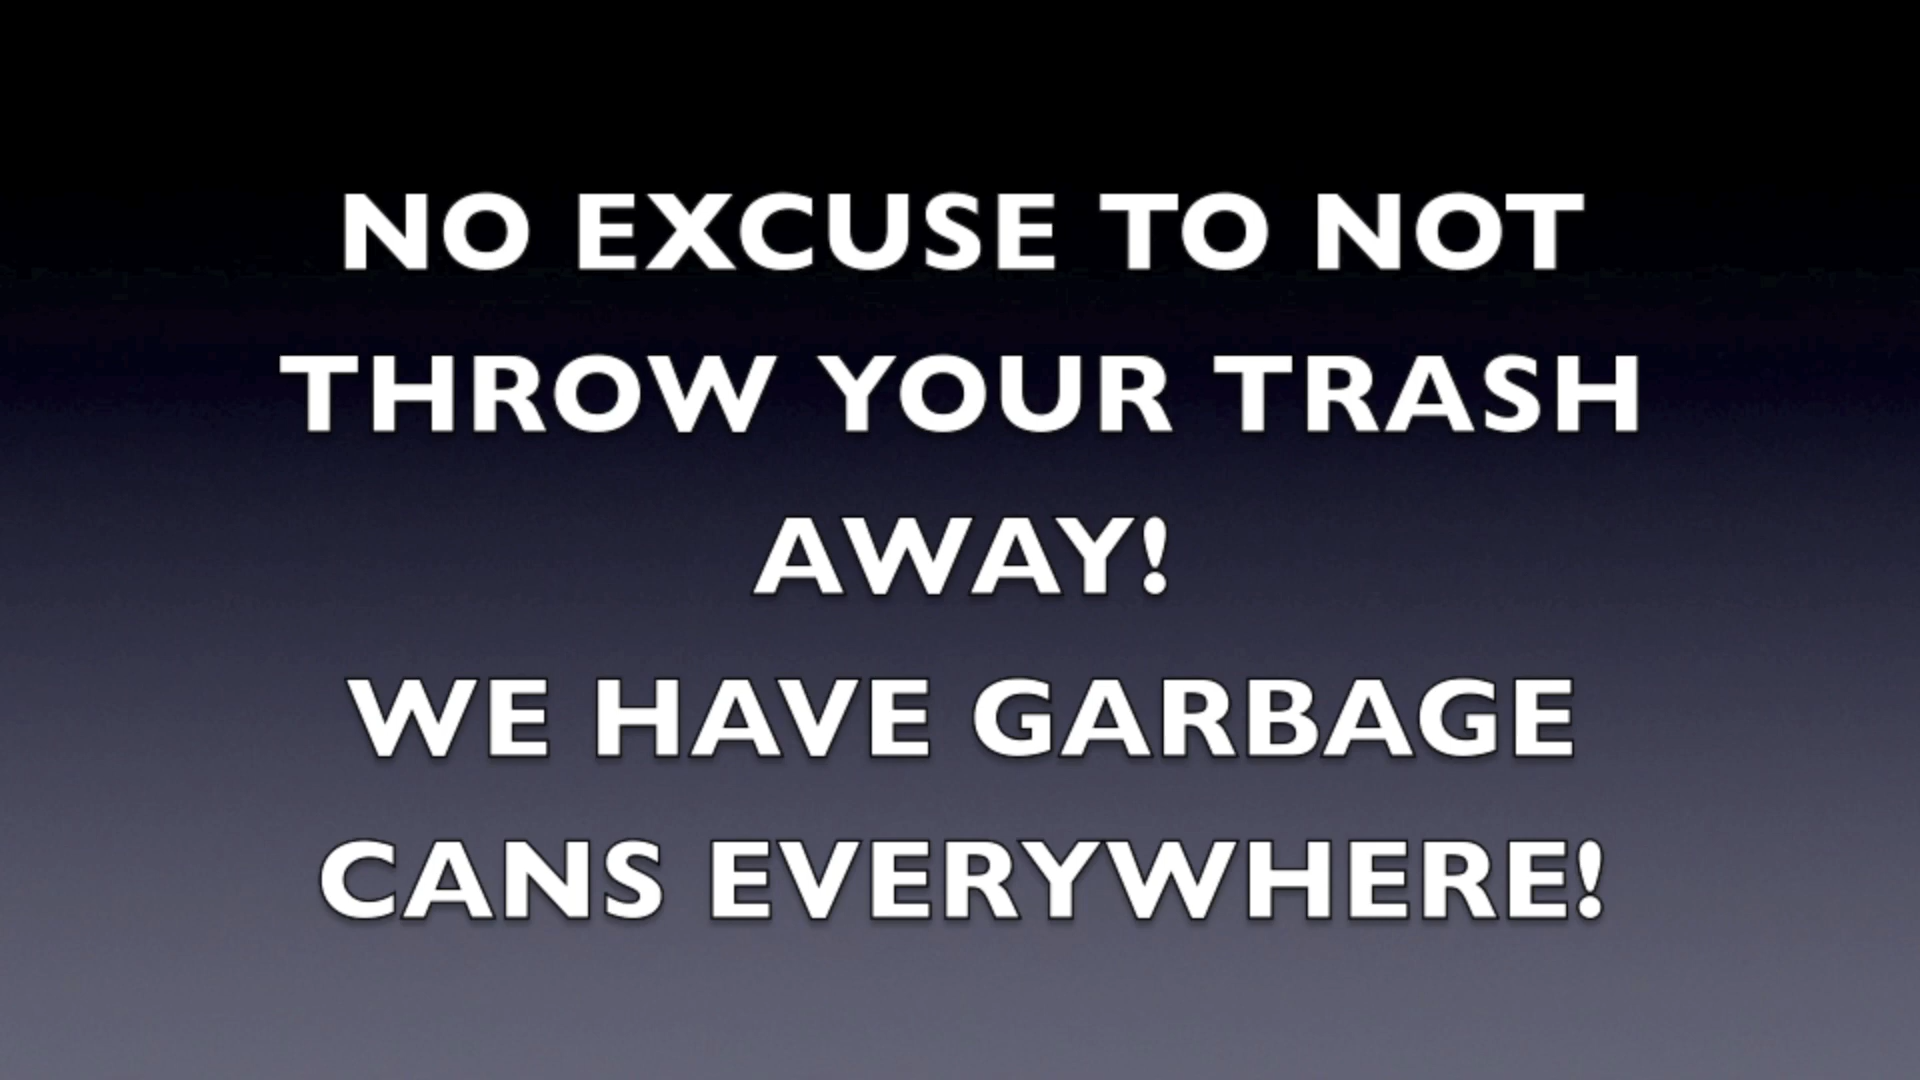 NO EXCUSE TO NOT
THROW YOUR TRASH
AWAY!
WE HAVE GARBAGE
CANS EVERYWHERE!